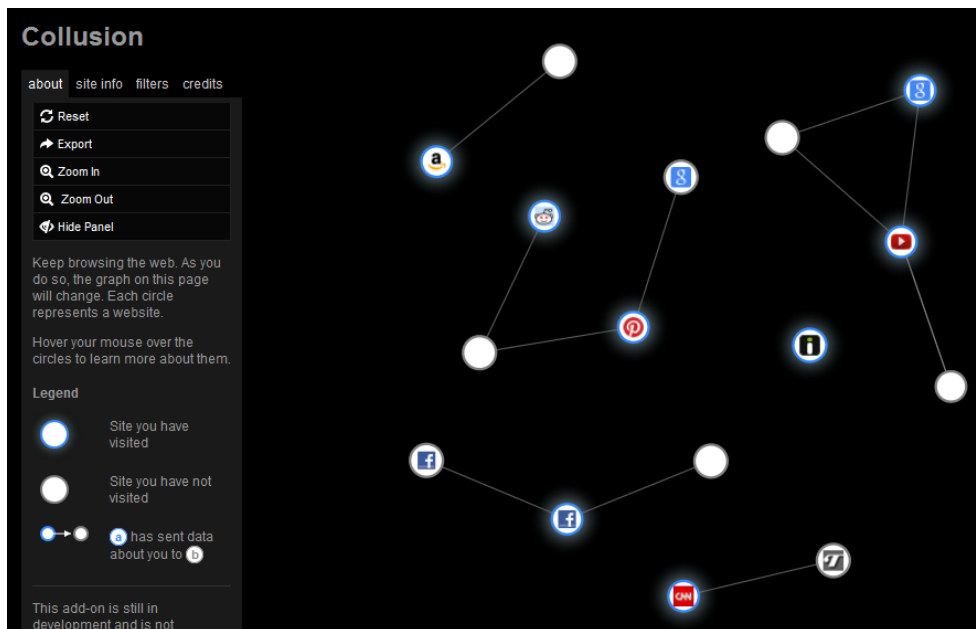 Collusion
about site info filters credits
Reset
Export
Zoom In
Zoom Out
Hide Panel
Keep browsing the web. As you
do so, the graph on this page
will change. Each circle
represents a website.
Hover your mouse over the
circles to learn more about them.
Legend
Site you have
visited
Site you have not
visited
a has sent data
about you to b
This add-on is still in
development and is not
a
8
8
f
f
i
CNN